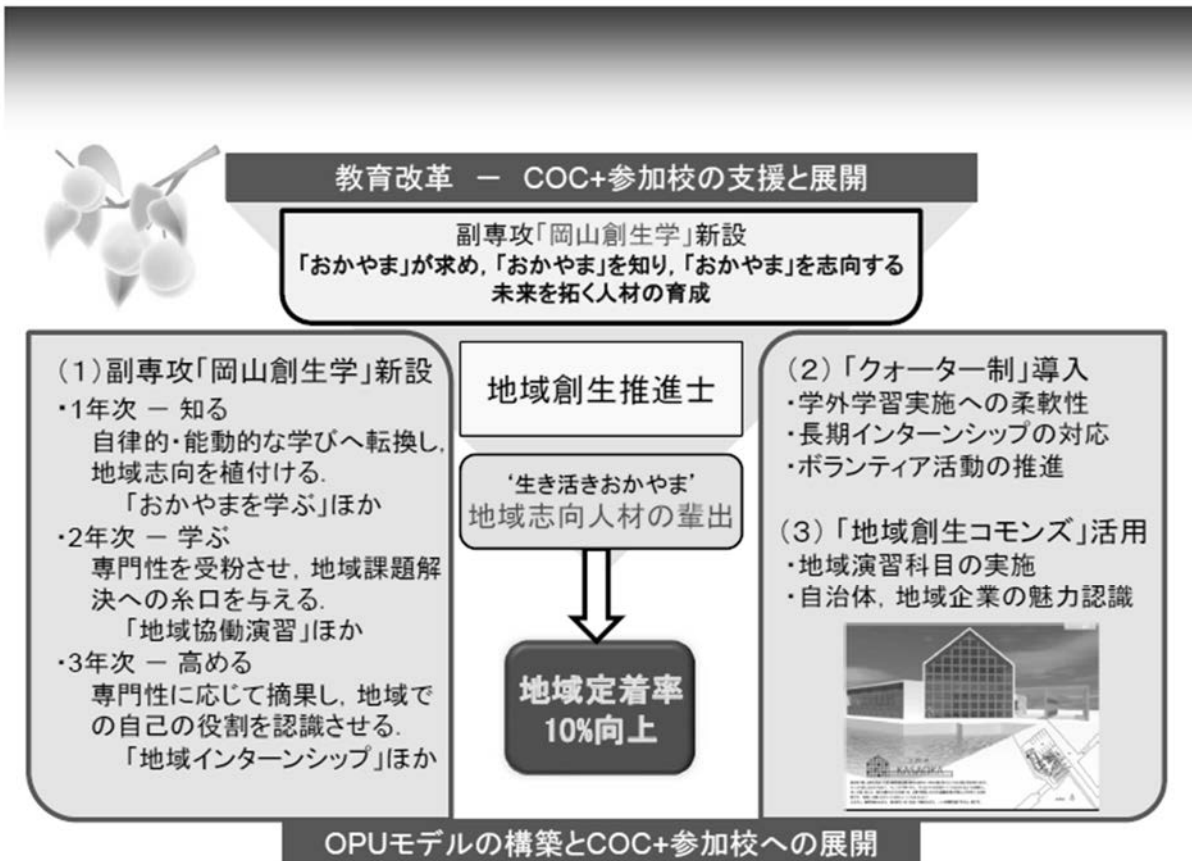 教育改革 － COC+参加校の支援と展開
副専攻「岡山創生学」新設
「おかやま」が求め，「おかやま」を知り，「おかやま」を志向する
未来を拓く人材の育成
（1）副専攻「岡山創生学」新設
・1年次 － 知る
自律的・能動的な学びへ転換し，
地域志向を植付ける．
「おかやまを学ぶ」ほか
・2年次 － 学ぶ
専門性を受粉させ，地域課題解
決への糸口を与える．
「地域協働演習」ほか
・3年次 － 高める
専門性に応じて摘果し，地域で
の自己の役割を認識させる．
「地域インターンシップ」ほか
地域創生推進士
‘生き活きおかやま’
地域志向人材の輩出
地域定着率
10%向上
（2）「クォーター制」導入
・学外学習実施への柔軟性
・長期インターンシップの対応
・ボランティア活動の推進
（3）「地域創生コモンズ」活用
・地域演習科目の実施
・自治体，地域企業の魅力認識
KASAOKA
OPUモデルの構築とCOC+参加校への展開